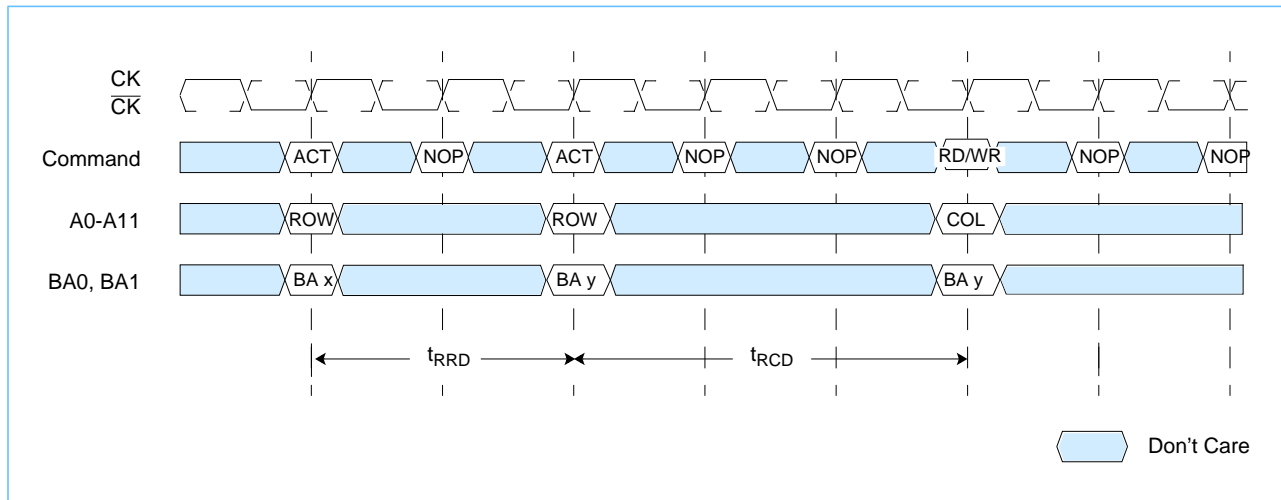 CK
CK
Command ACT NOP ACT NOP NOP RD/WR NOP NOP
A0-A11 ROW ROW COL
BA0, BA1 BA x BA y BA y
tRRD tRCD
Don't Care